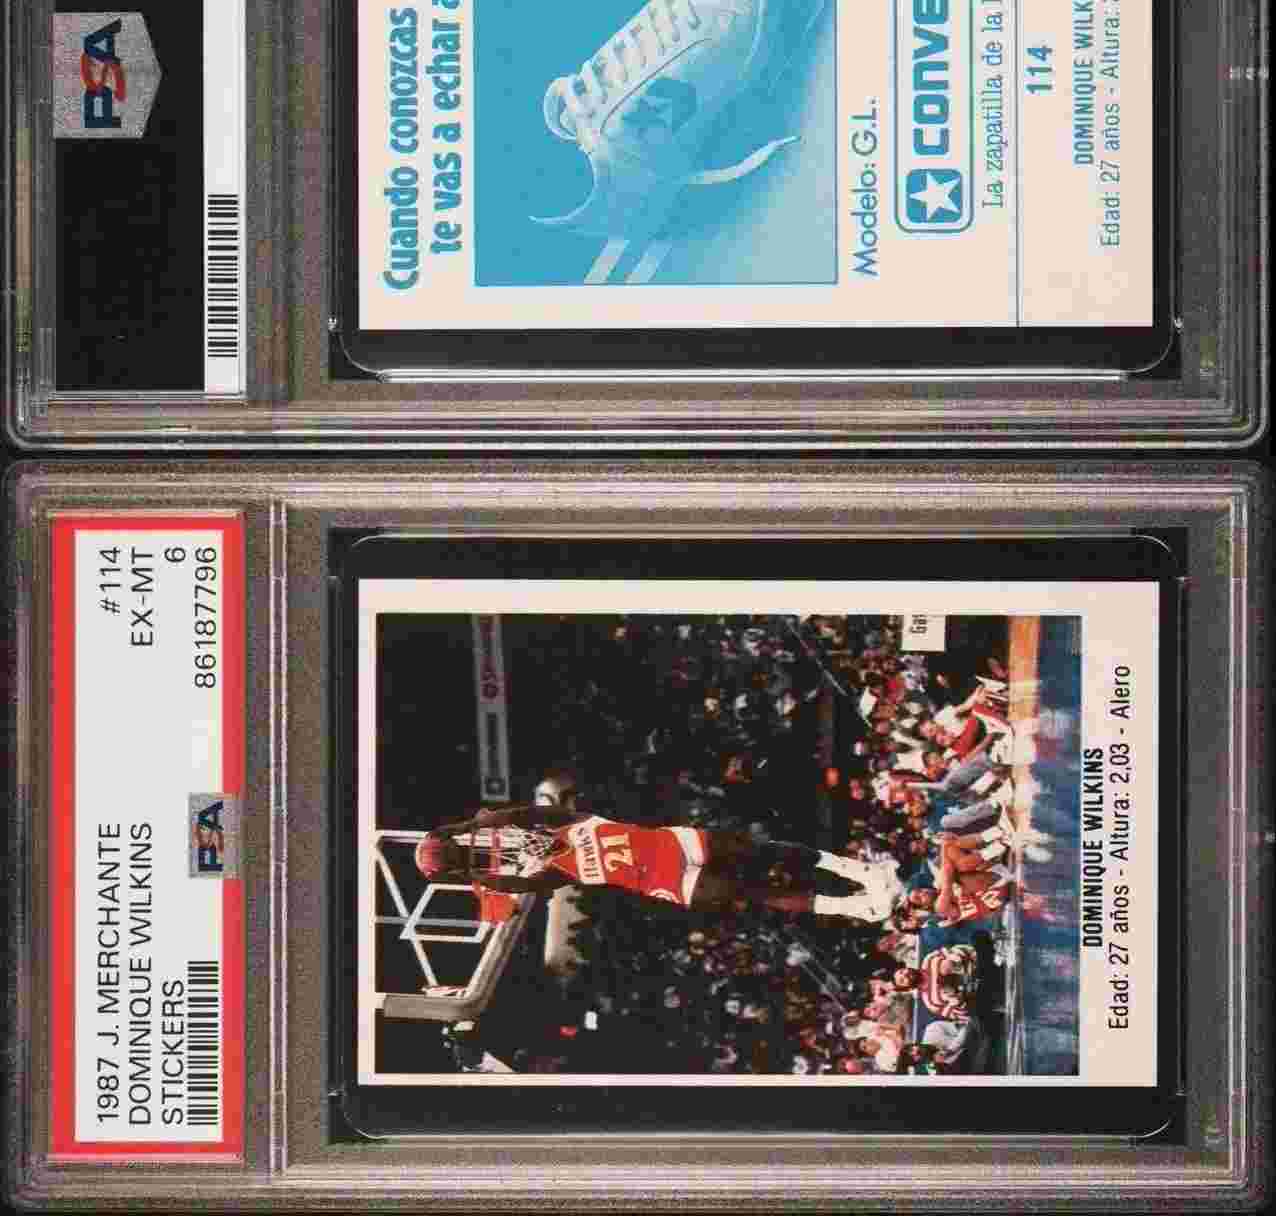 1987 J. MERCHANTE
#114
DOMINIQUE WILKINS
EX-MT
STICKERS
6
86187796
PSA
Hawks
21
DOMINIQUE WILKINS
Edad: 27 años - Altura: 2,03 - Alero
PSA
Cuando conozcas
te vas a echar a
Modelo: G.L.
CONVE
La zapatilla de la
114
DOMINIQUE WILK
Edad: 27 años - Altura: